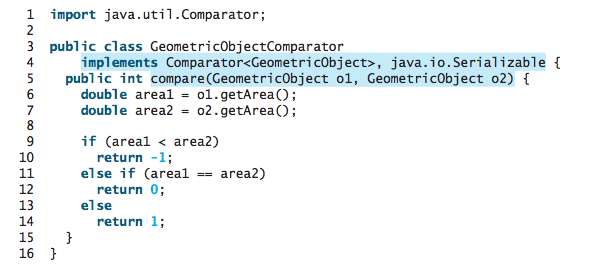 1 import java.util.Comparator;
2
3 public class GeometricObjectComparator
4     implements Comparator<GeometricObject>, java.io.Serializable {
5   public int compare(GeometricObject o1, GeometricObject o2) {
6     double area1 = o1.getArea();
7     double area2 = o2.getArea();
8
9     if (area1 < area2)
10       return -1;
11     else if (area1 == area2)
12       return 0;
13     else
14       return 1;
15   }
16 }